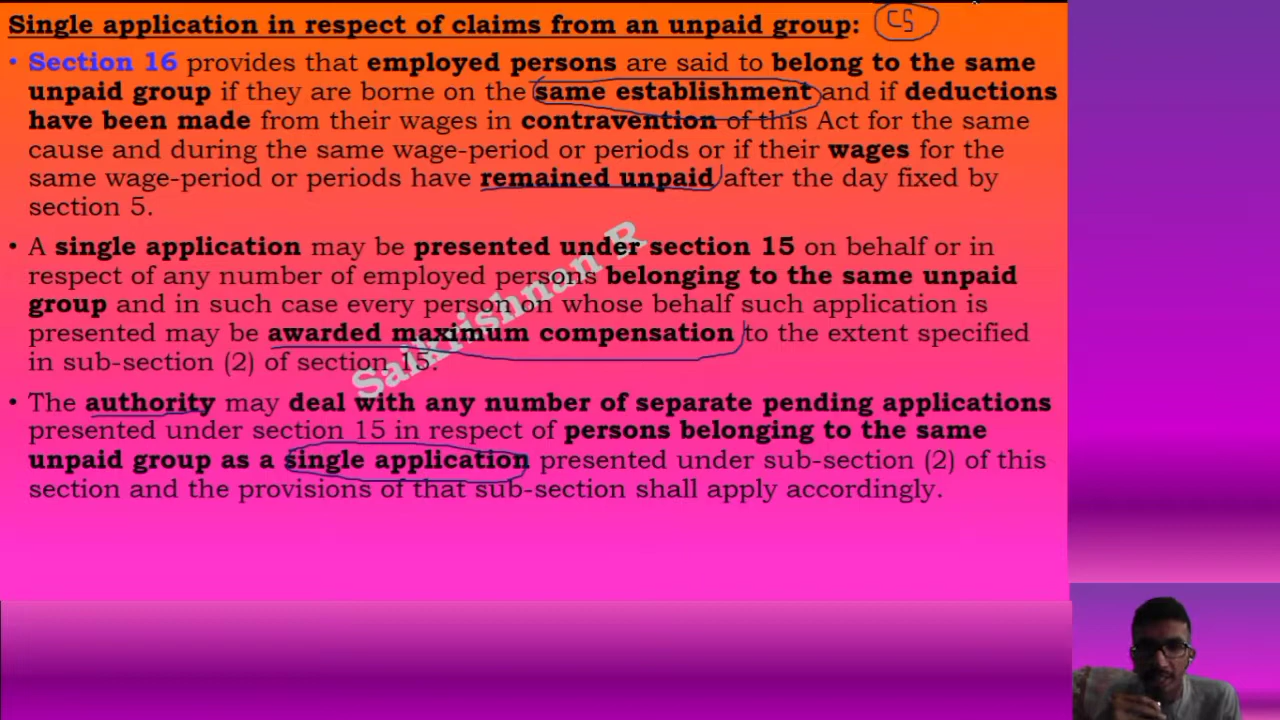 Single application in respect of claims from an unpaid group: CS
• Section 16 provides that employed persons are said to belong to the same
unpaid group if they are borne on the same establishment and if deductions
have been made from their wages in contravention of this Act for the same
cause and during the same wage-period or periods or if their wages for the
same wage-period or periods have remained unpaid after the day fixed by
section 5.
• A single application may be presented under section 15 on behalf or in
respect of any number of employed persons belonging to the same unpaid
group and in such case every person on whose behalf such application is
presented may be awarded maximum compensation to the extent specified
in sub-section (2) of section 15.
• The authority may deal with any number of separate pending applications
presented under section 15 in respect of persons belonging to the same
unpaid group as a single application presented under sub-section (2) of this
section and the provisions of that sub-section shall apply accordingly.
Saikrishnan R